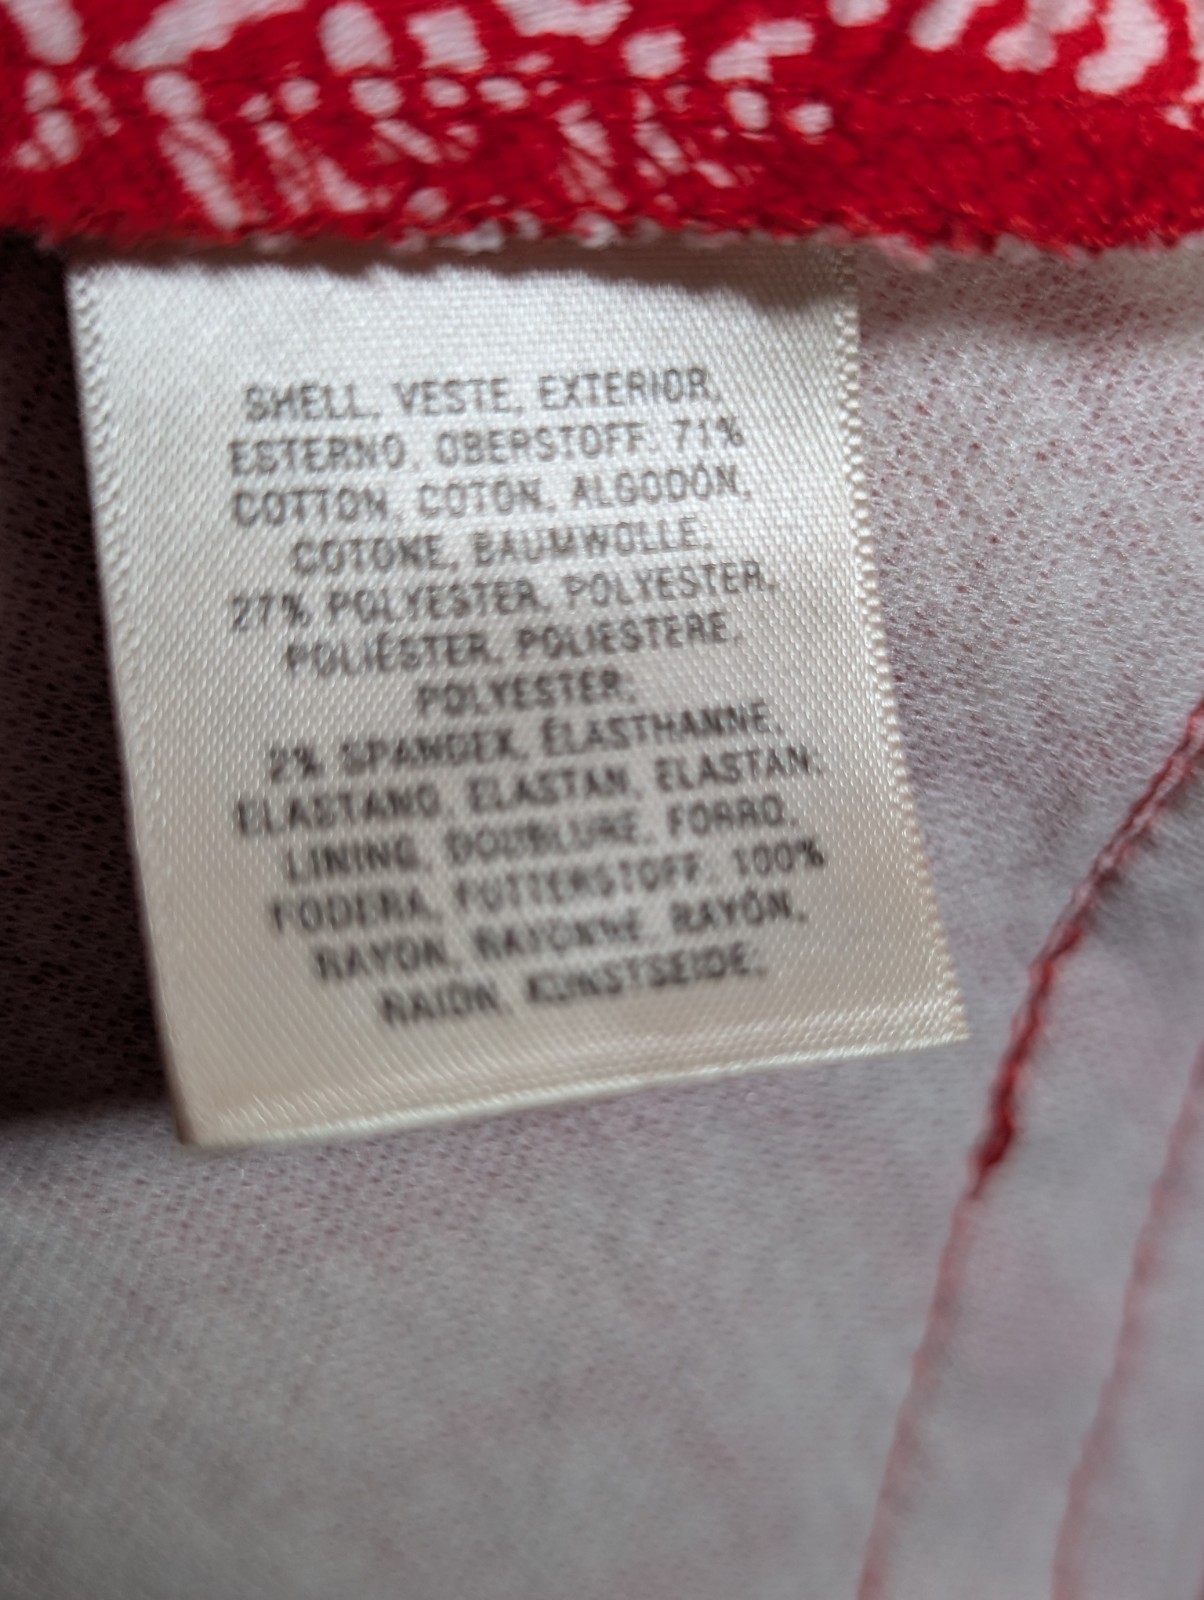 SHELL, VESTE, EXTERIOR,
ESTERNO, OBERSTOFF: 71%
COTTON, COTON, ALGODÓN,
COTONE, BAUMWOLLE;
27% POLYESTER, POLYESTER,
POLIÉSTER, POLIESTERE,
POLYESTER;
2% SPANDEX, ÉLASTHANNE,
ELASTANO, ELASTAN, ELASTAN;
LINING, DOUBLURE, FORRO,
FODERA, FUTTERSTOFF: 100%
RAYON, RAYONNE, RAYÓN,
RAION, KUNSTSEIDE;